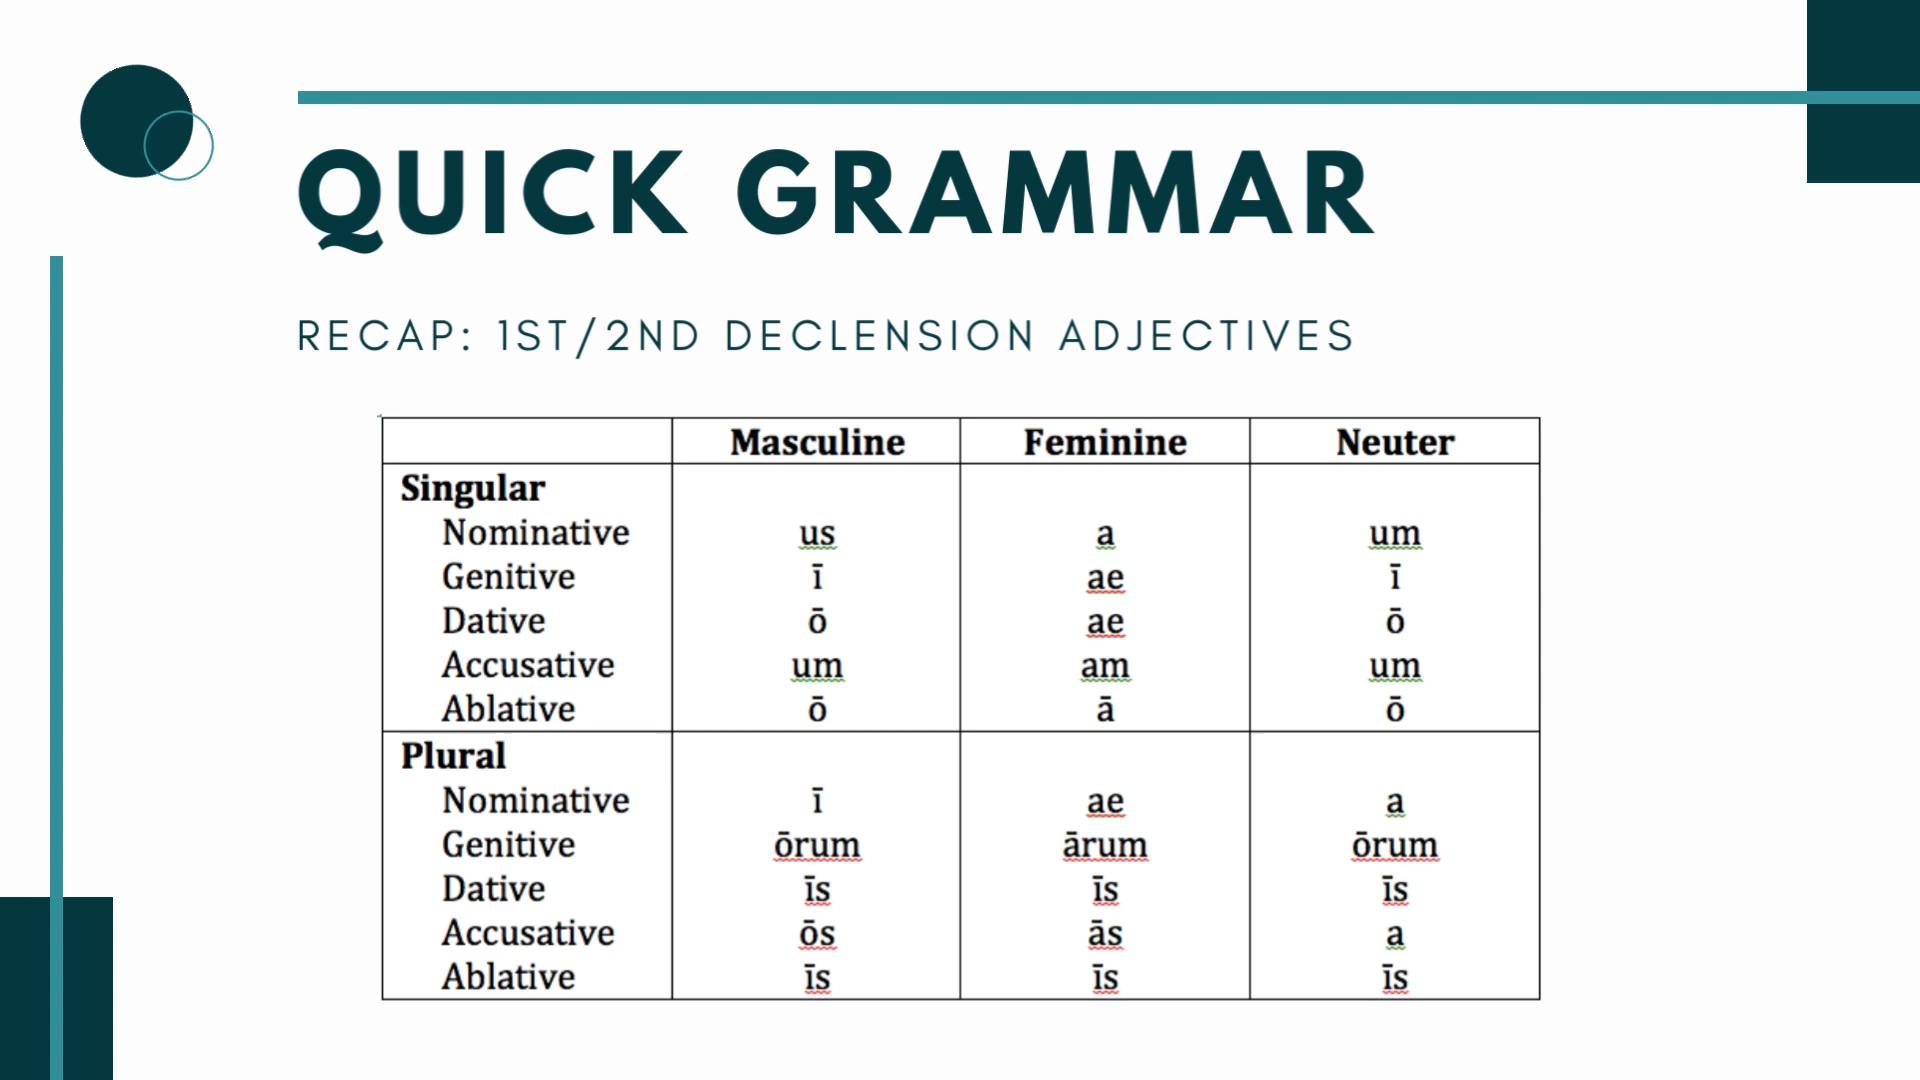 QUICK GRAMMAR
RECAP: 1ST/2ND DECLENSION ADJECTIVES
Masculine Feminine Neuter
Singular
Nominative us a um
Genitive ī ae ī
Dative ō ae ō
Accusative um am um
Ablative ō ā ō
Plural
Nominative ī ae a
Genitive ōrum ārum ōrum
Dative īs īs īs
Accusative ōs ās a
Ablative īs īs īs